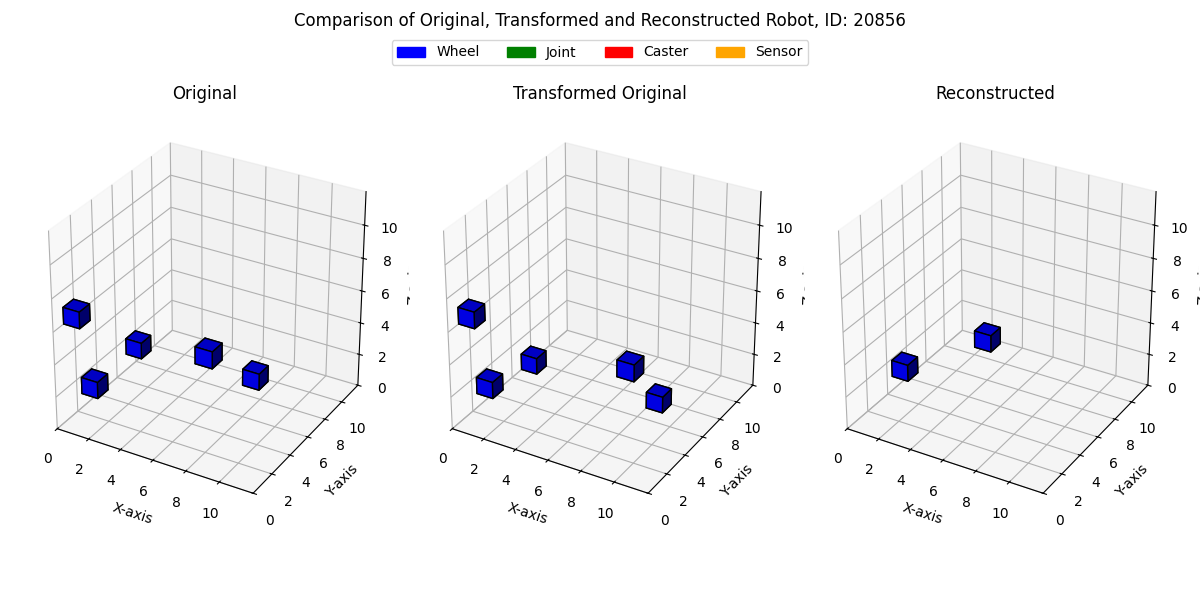 Comparison of Original, Transformed and Reconstructed Robot, ID: 20856
Wheel Joint Caster Sensor
Original Transformed Original Reconstructed
10 10 10
8 8 8
6 6 6
4 4 4
2 2 2
0 0 0
0 2 4 6 8 10 0 2 4 6 8 10 0 2 4 6 8 10
0 2 4 6 8 10 0 2 4 6 8 10 0 2 4 6 8 10
X-axis Y-axis X-axis Y-axis X-axis Y-axis